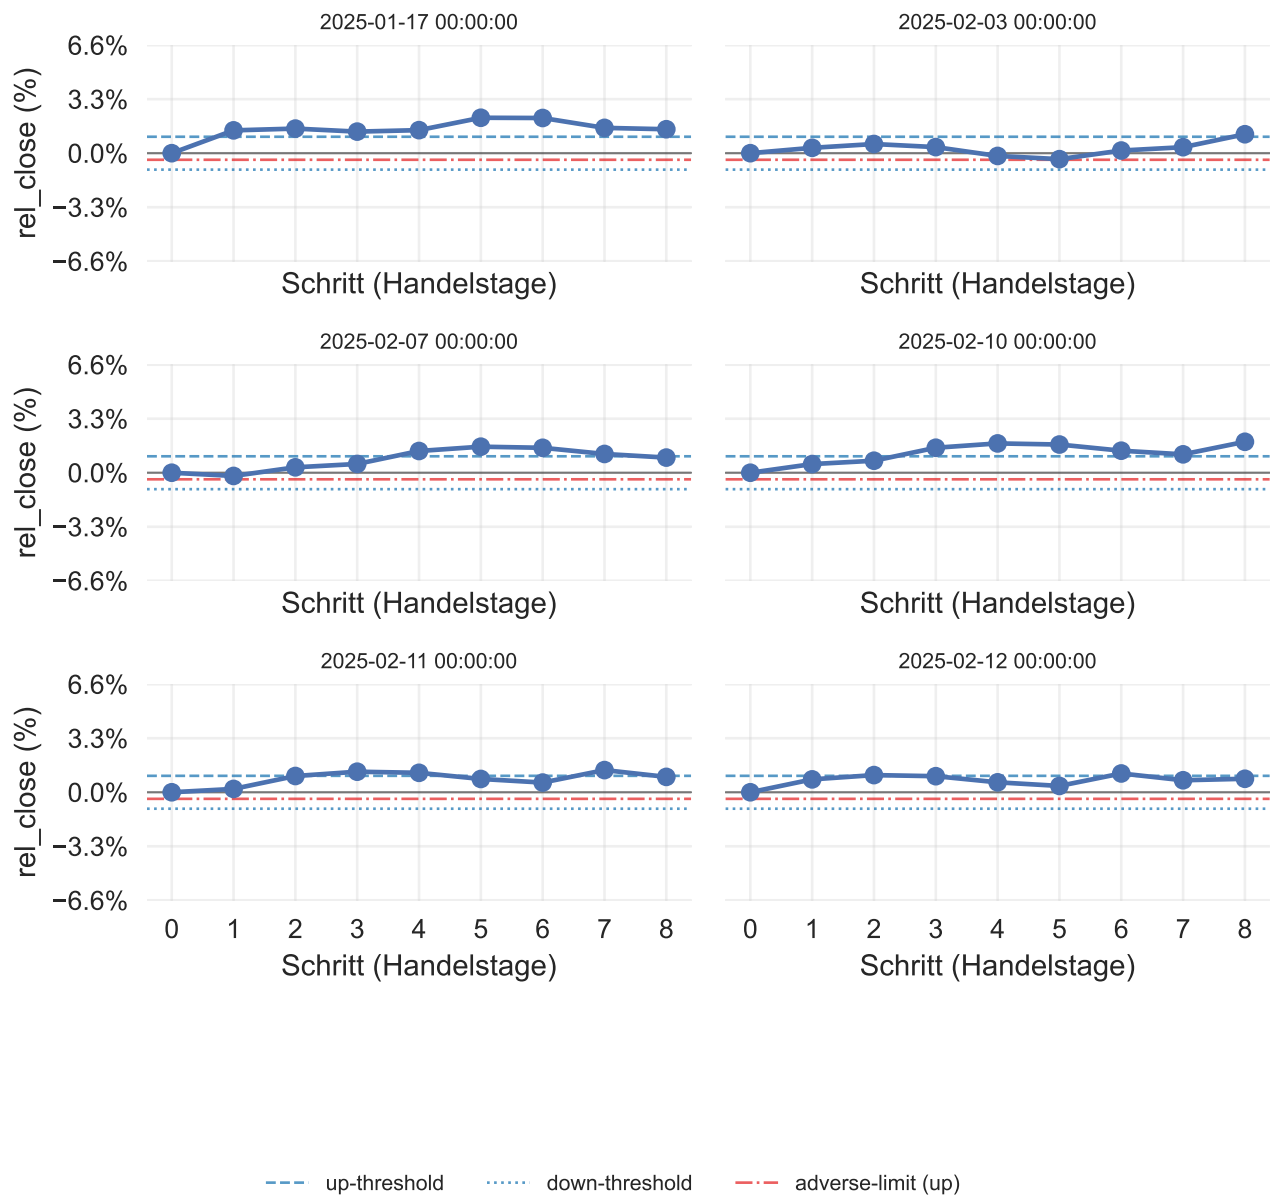 2025-01-17 00:00:00
2025-02-03 00:00:00
6.6%
3.3%
0.0%
−3.3%
−6.6%
rel_close (%)
Schritt (Handelstage)
Schritt (Handelstage)
2025-02-07 00:00:00
2025-02-10 00:00:00
6.6%
3.3%
0.0%
−3.3%
−6.6%
rel_close (%)
Schritt (Handelstage)
Schritt (Handelstage)
2025-02-11 00:00:00
2025-02-12 00:00:00
6.6%
3.3%
0.0%
−3.3%
−6.6%
rel_close (%)
0 1 2 3 4 5 6 7 8
0 1 2 3 4 5 6 7 8
Schritt (Handelstage)
Schritt (Handelstage)
up-threshold down-threshold adverse-limit (up)